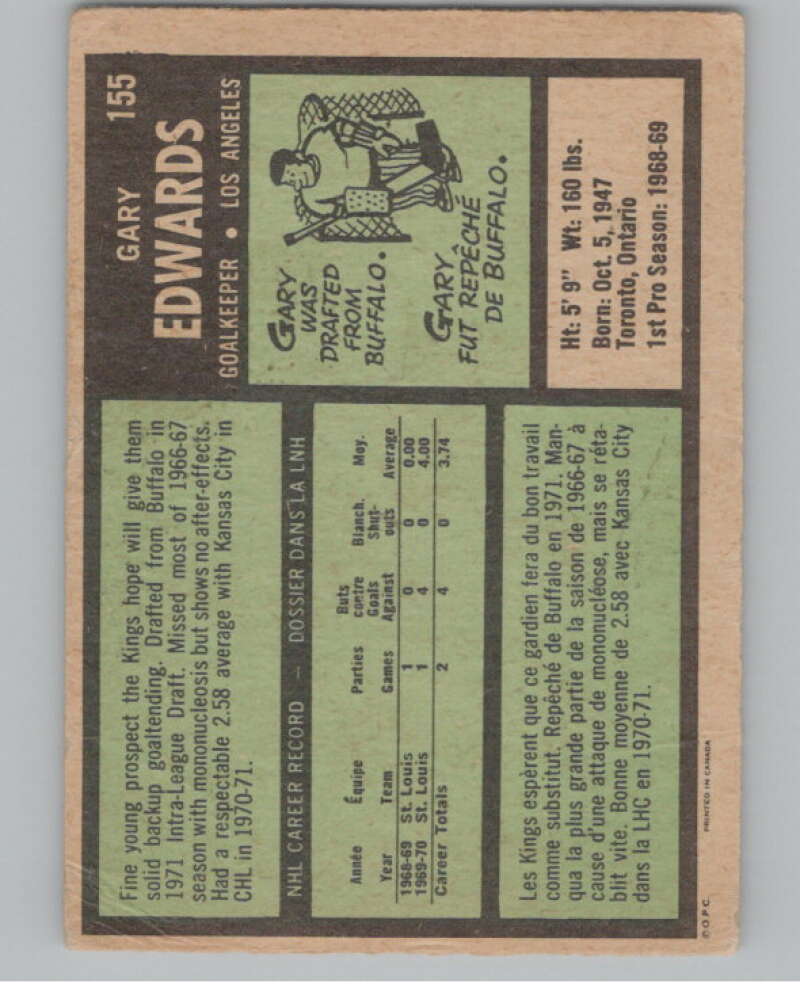 155
GARY
EDWARDS
GOALKEEPER • LOS ANGELES
Fine young prospect the Kings hope will give them
solid backup goaltending. Drafted from Buffalo in
1971 Intra-League Draft. Missed most of 1966-67
season with mononucleosis but shows no after-effects.
Had a respectable 2.58 average with Kansas City in
CHL in 1970-71.
GARY
WAS
DRAFTED
FROM
BUFFALO.
GARY
FUT REPÊCHÉ
DE BUFFALO.
NHL CAREER RECORD — DOSSIER DANS LA LNH
Année Équipe Parties Buts contre Blanch. Moy.
Year Team Games Goals Against Shut-outs Average
1968-69 St. Louis 1 0 0 0.00
1969-70 St. Louis 1 4 0 4.00
Career Totals 2 4 0 3.74
Ht: 5' 9" Wt: 160 lbs.
Born: Oct. 5, 1947
Toronto, Ontario
1st Pro Season: 1968-69
Les Kings espèrent que ce gardien fera du bon travail
comme substitut. Repêché de Buffalo en 1971. Man-
qua la plus grande partie de la saison de 1966-67 à
cause d'une attaque de mononucléose, mais se réta-
blit vite. Bonne moyenne de 2.58 avec Kansas City
dans la LHC en 1970-71.
© O.P.C. PRINTED IN CANADA